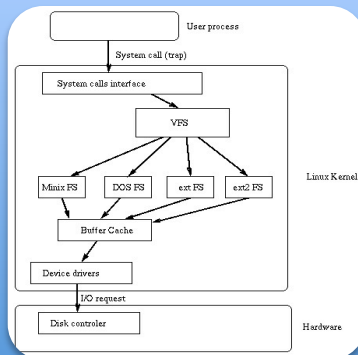 User process
System call (trap)
System calls interface
VFS
Linux Kernel
Minix FS
DOS FS
ext FS
ext2 FS
Buffer Cache
Device drivers
I/O request
Disk controler
Hardware